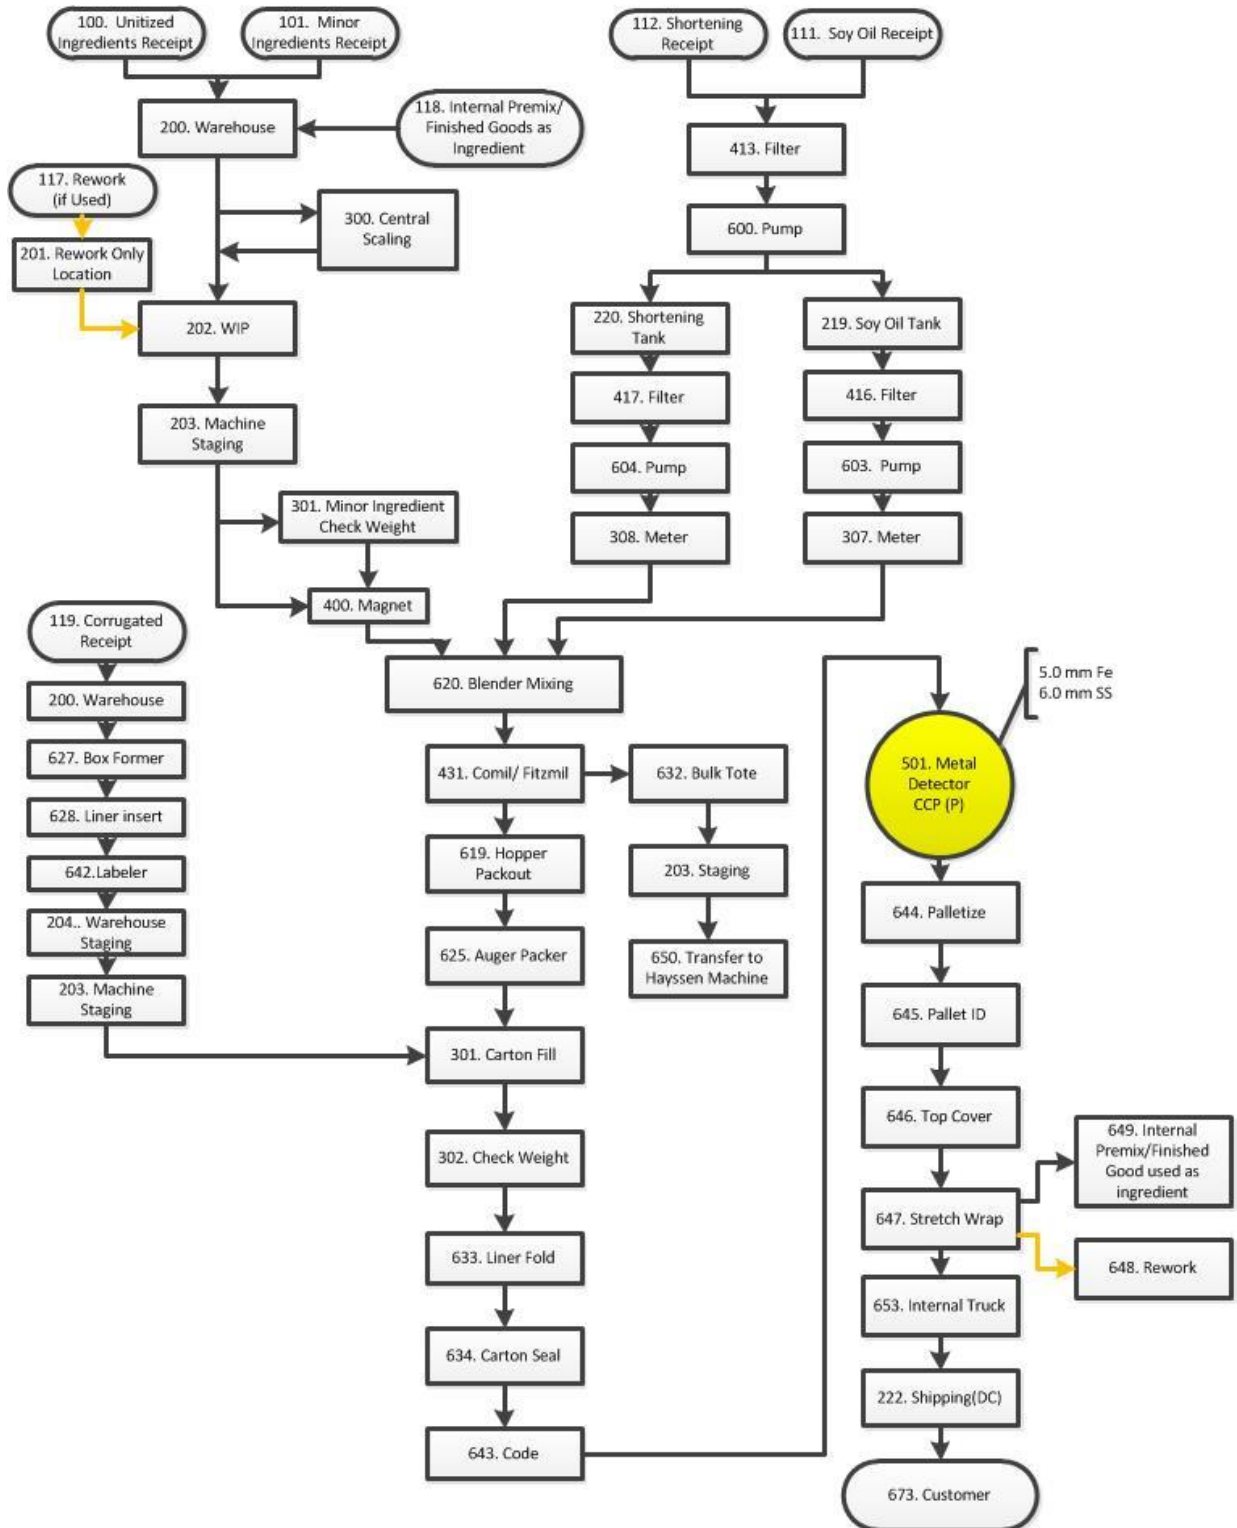 100. Unitized
Ingredients Receipt
101. Minor
Ingredients Receipt
112. Shortening
Receipt
111. Soy Oil Receipt
200. Warehouse
118. Internal Premix/
Finished Goods as
Ingredient
413. Filter
117. Rework
(if Used)
300. Central
Scaling
600. Pump
201. Rework Only
Location
202. WIP
220. Shortening
Tank
219. Soy Oil Tank
203. Machine
Staging
417. Filter
416. Filter
604. Pump
603. Pump
301. Minor Ingredient
Check Weight
308. Meter
307. Meter
400. Magnet
119. Corrugated
Receipt
620. Blender Mixing
5.0 mm Fe
6.0 mm SS
200. Warehouse
627. Box Former
431. Comil/ Fitzmil
632. Bulk Tote
501. Metal
Detector
CCP (P)
628. Liner insert
619. Hopper
Packout
203. Staging
642.Labeler
644. Palletize
204.. Warehouse
Staging
625. Auger Packer
650. Transfer to
Hayssen Machine
203. Machine
Staging
645. Pallet ID
301. Carton Fill
646. Top Cover
302. Check Weight
649. Internal
Premix/Finished
Good used as
ingredient
647. Stretch Wrap
633. Liner Fold
648. Rework
653. Internal Truck
634. Carton Seal
222. Shipping(DC)
643. Code
673. Customer